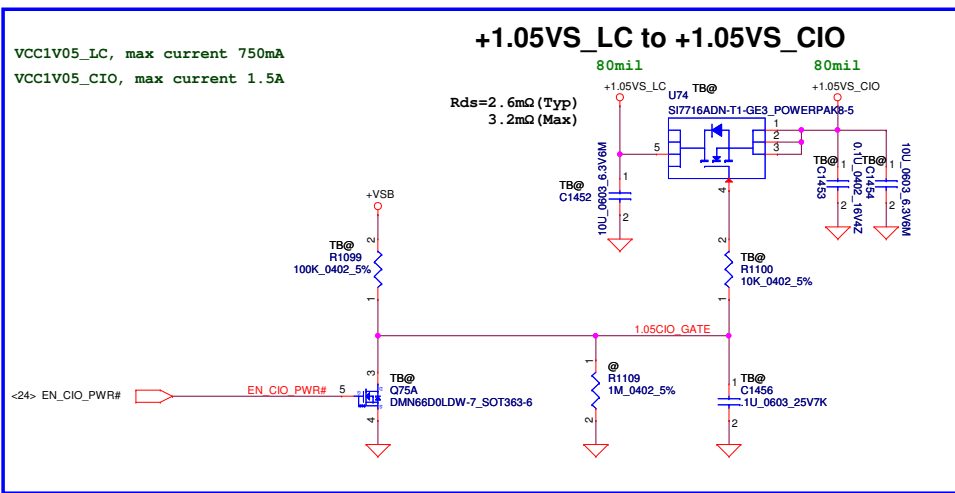 +1.05VS_LC to +1.05VS_CIO
VCC1V05_LC, max current 750mA
VCC1V05_CIO, max current 1.5A
80mil
80mil
+1.05VS_LC
TB@
+1.05VS_CIO
U74
SI7716ADN-T1-GE3_POWERPAK8-5
Rds=2.6mΩ(Typ)
3.2mΩ(Max)
5
1
2
3
4
TB@
C1452
1
2
10U_0603_6.3V6M
TB@
C1453
1
2
0.1U_0402_16V4Z
TB@
C1454
1
2
10U_0603_6.3V6M
+VSB
TB@
R1099
100K_0402_5%
2
1
TB@
R1100
10K_0402_5%
2
1
1.05CIO_GATE
<24> EN_CIO_PWR#
EN_CIO_PWR#
5
3
4
TB@
Q75A
DMN66D0LDW-7_SOT363-6
@
R1109
1M_0402_5%
1
2
TB@
C1456
.1U_0603_25V7K
1
2